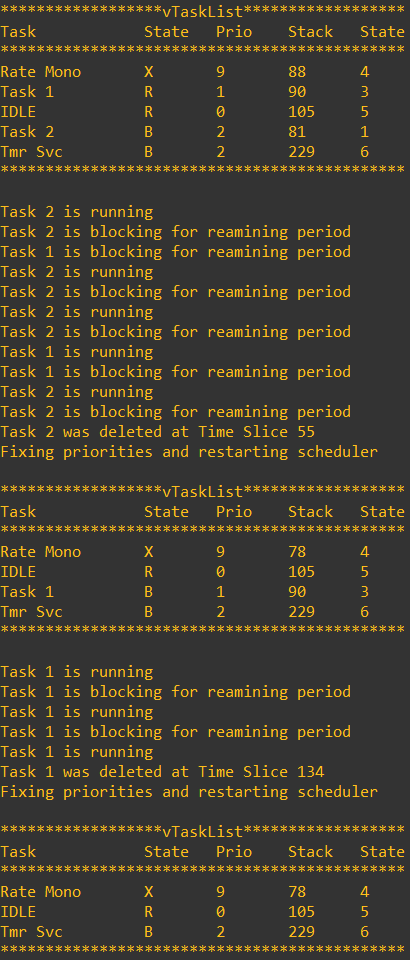 ******************vTaskList******************
Task            State   Prio    Stack   State
*********************************************
Rate Mono       X       9       88      4
Task 1          R       1       90      3
IDLE            R       0       105     5
Task 2          B       2       81      1
Tmr Svc         B       2       229     6
*********************************************
Task 2 is running
Task 2 is blocking for reamining period
Task 1 is blocking for reamining period
Task 2 is running
Task 2 is blocking for reamining period
Task 2 is running
Task 2 is blocking for reamining period
Task 1 is running
Task 1 is blocking for reamining period
Task 2 is running
Task 2 is blocking for reamining period
Task 2 was deleted at Time Slice 55
Fixing priorities and restarting scheduler
******************vTaskList******************
Task            State   Prio    Stack   State
*********************************************
Rate Mono       X       9       78      4
IDLE            R       0       105     5
Task 1          B       1       90      3
Tmr Svc         B       2       229     6
*********************************************
Task 1 is running
Task 1 is blocking for reamining period
Task 1 is running
Task 1 is blocking for reamining period
Task 1 is running
Task 1 was deleted at Time Slice 134
Fixing priorities and restarting scheduler
******************vTaskList******************
Task            State   Prio    Stack   State
*********************************************
Rate Mono       X       9       78      4
IDLE            R       0       105     5
Tmr Svc         B       2       229     6
*********************************************